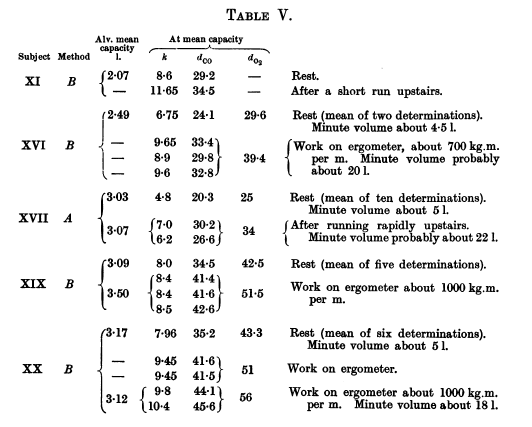 TABLE V.
Alv. mean At mean capacity
capacity
Subject Method l. k dCO dO2
XI B 2·07 8·6 29·2 — Rest.
— 11·65 34·5 — After a short run upstairs.
2·49 6·75 24·1 29·6 Rest (mean of two determinations).
Minute volume about 4·5 l.
— 9·65 33·4 Work on ergometer, about 700 kg.m.
XVI B — 8·9 29·8 39·4 per m. Minute volume probably
— 9·6 32·8 about 20 l.
3·03 4·8 20·3 25 Rest (mean of ten determinations).
XVII A Minute volume about 5 l.
3·07 7·0 30·2 34 After running rapidly upstairs.
6·2 26·6 Minute volume probably about 22 l.
3·09 8·0 34·5 42·5 Rest (mean of five determinations).
XIX B 8·4 41·4
3·50 8·4 41·6 51·5 Work on ergometer about 1000 kg.m.
8·5 42·6 per m.
3·17 7·96 35·2 43·3 Rest (mean of six determinations).
Minute volume about 5 l.
— 9·45 41·6
XX B — 9·45 41·5 51 Work on ergometer.
3·12 9·8 44·1 56 Work on ergometer about 1000 kg.m.
10·4 45·6 per m. Minute volume about 18 l.